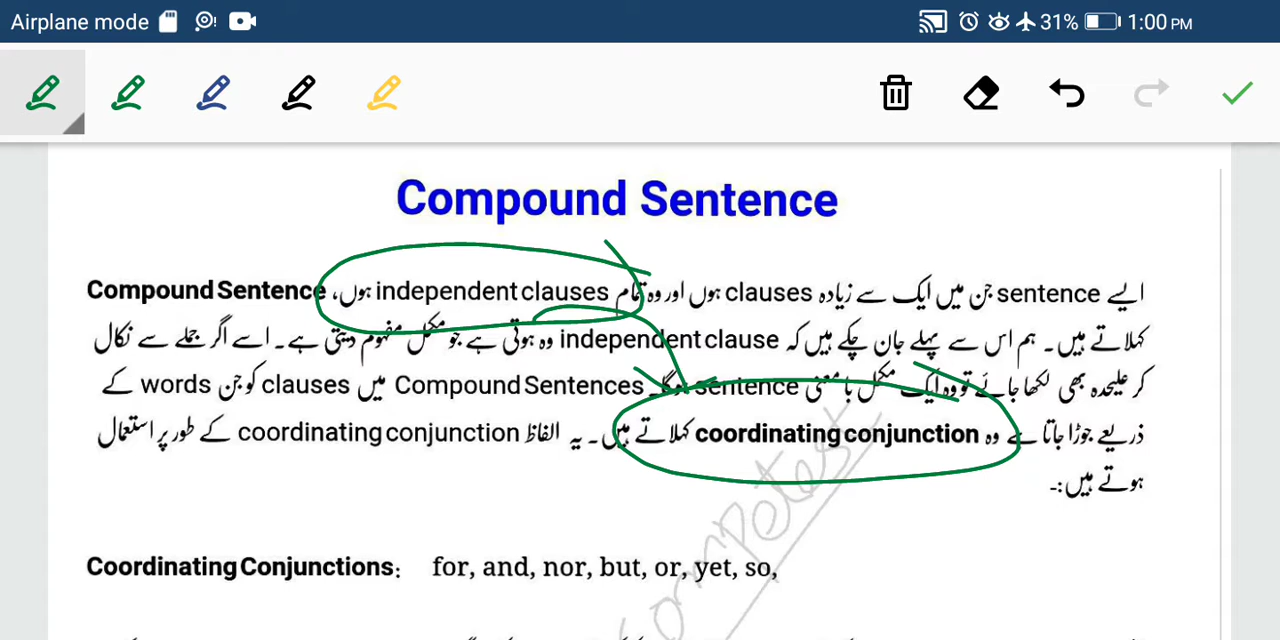 Airplane mode 31% 1:00 PM
Compound Sentence
ایسے sentence جن میں ایک سے زیادہ clauses ہوں اور وہ تمام independent clauses ہوں، Compound Sentence
کہلاتے ہیں۔ ہم اس سے پہلے جان چکے ہیں کہ independent clause وہ ہوتی ہے جو مکمل مفہوم دیتی ہے۔ اسے اگر جملے سے نکال
کر علیحدہ بھی لکھا جائے تو وہ ایک مکمل با معنی sentence ہوگا۔ Compound Sentences میں clauses کو جن words کے
ذریعے جوڑا جاتا ہے وہ coordinating conjunction کہلاتے ہیں۔ یہ الفاظ coordinating conjunction کے طور پر استعمال
ہوتے ہیں:-
Coordinating Conjunctions: for, and, nor, but, or, yet, so,